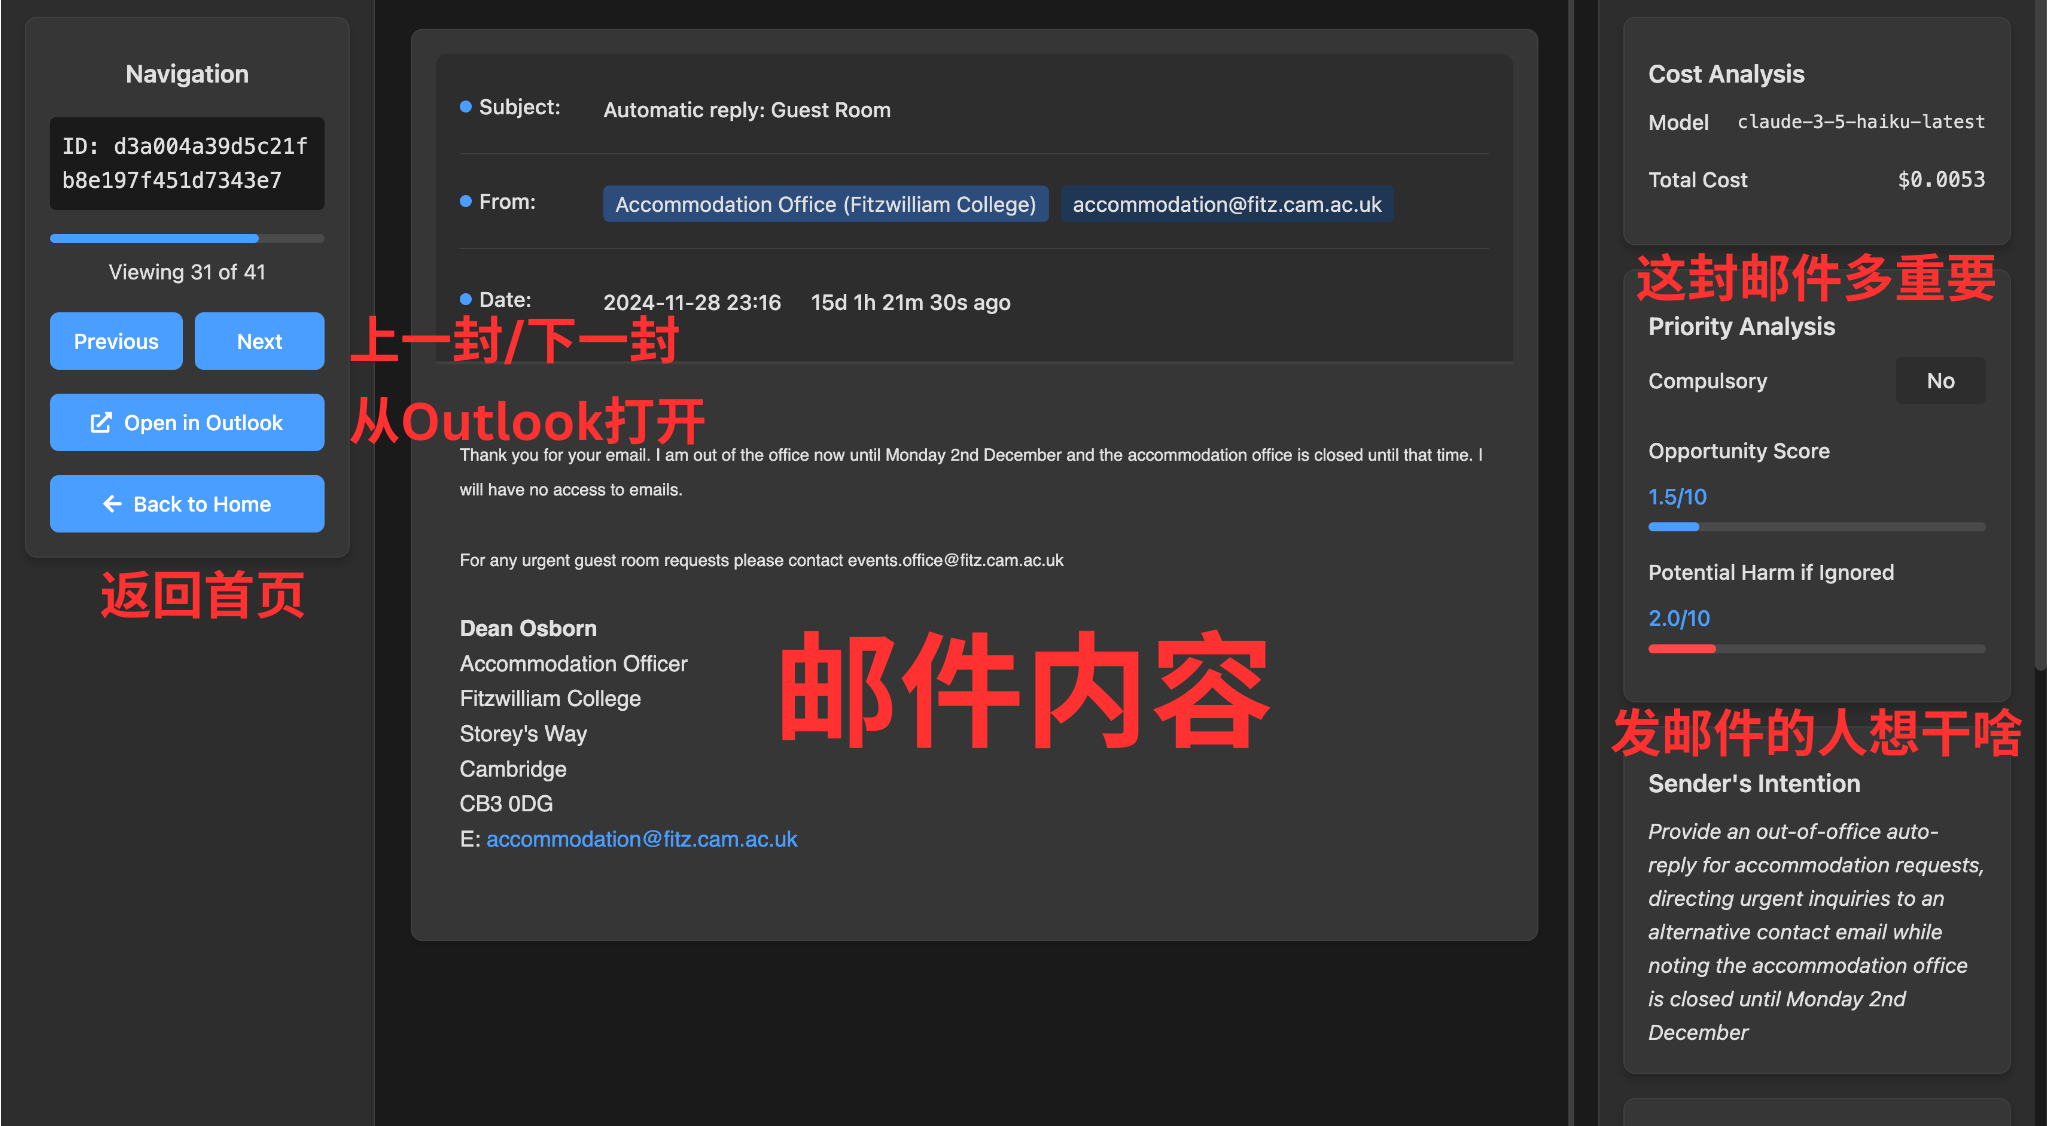 Navigation
ID: d3a004a39d5c21f
b8e197f451d7343e7
Viewing 31 of 41
Previous
Next
上一封/下一封
Open in Outlook
从Outlook打开
Back to Home
返回首页
Subject:
Automatic reply: Guest Room
From:
Accommodation Office (Fitzwilliam College)
accommodation@fitz.cam.ac.uk
Date:
2024-11-28 23:16
15d 1h 21m 30s ago
Thank you for your email. I am out of the office now until Monday 2nd December and the accommodation office is closed until that time. I
will have no access to emails.
For any urgent guest room requests please contact events.office@fitz.cam.ac.uk
Dean Osborn
Accommodation Officer
Fitzwilliam College
Storey's Way
Cambridge
CB3 0DG
E: accommodation@fitz.cam.ac.uk
邮件内容
Cost Analysis
Model
claude-3-5-haiku-latest
Total Cost
$0.0053
这封邮件多重要
Priority Analysis
Compulsory
No
Opportunity Score
1.5/10
Potential Harm if Ignored
2.0/10
发邮件的人想干啥
Sender's Intention
Provide an out-of-office auto-
reply for accommodation requests,
directing urgent inquiries to an
alternative contact email while
noting the accommodation office
is closed until Monday 2nd
December